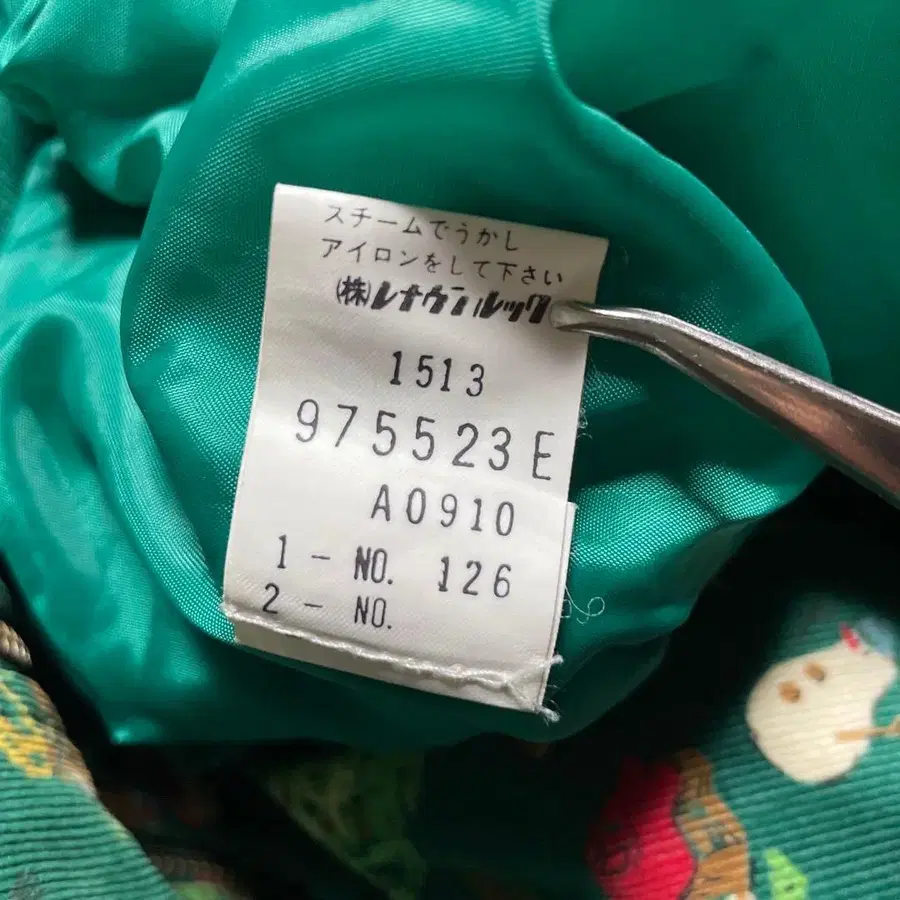 スチームでうかし
アイロンをして下さい
(株)レナウンルック
1513
975523E
A0910
1 - NO. 126
2 - NO.